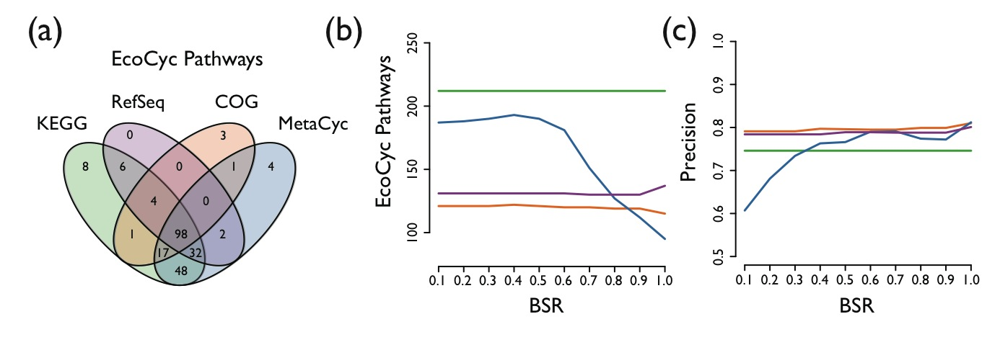 (a)
EcoCyc Pathways
RefSeq
COG
KEGG
MetaCyc
0
3
8
6
0
1
4
4
0
1
98
2
17
32
48
(b)
EcoCyc Pathways
250
200
150
100
0.1 0.2 0.3 0.4 0.5 0.6 0.7 0.8 0.9 1.0
BSR
(c)
Precision
1.0
0.9
0.8
0.7
0.6
0.5
0.1 0.2 0.3 0.4 0.5 0.6 0.7 0.8 0.9 1.0
BSR